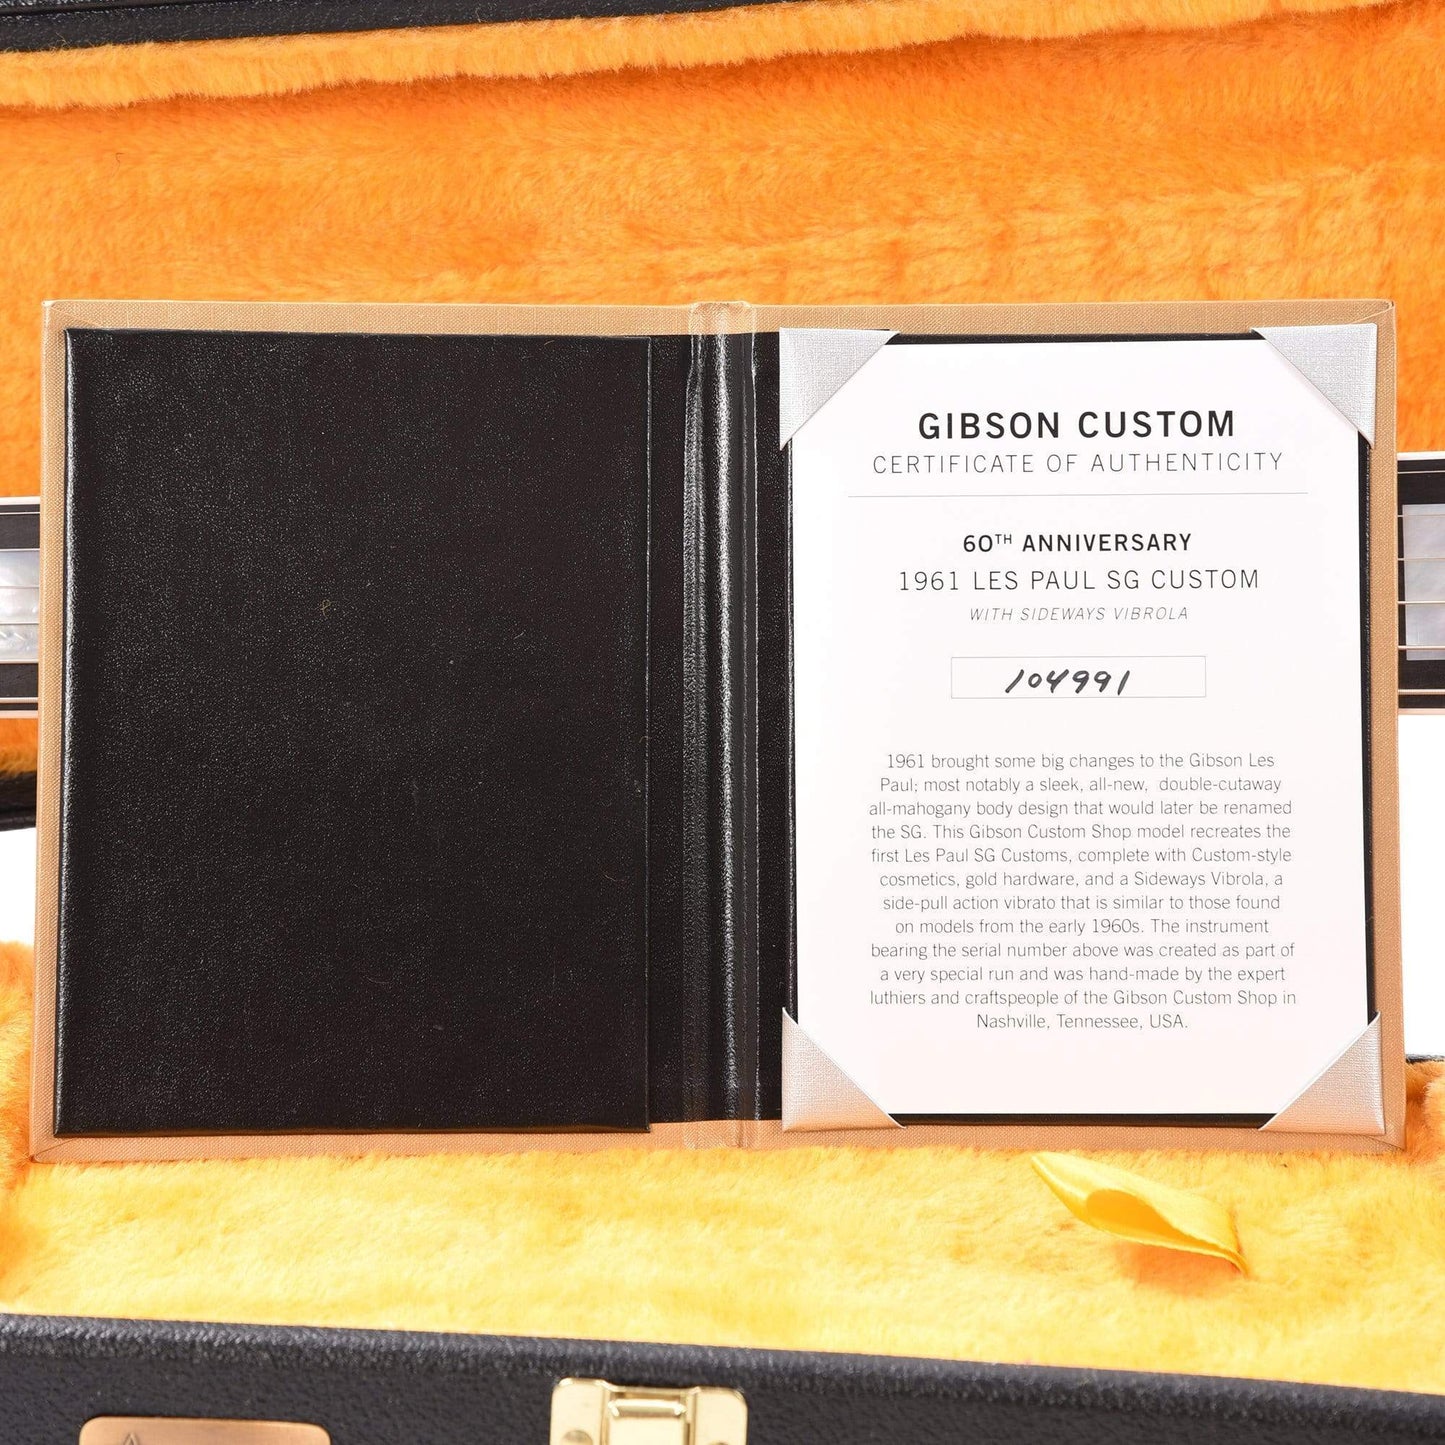 GIBSON CUSTOM
CERTIFICATE OF AUTHENTICITY
60TH ANNIVERSARY
1961 LES PAUL SG CUSTOM
WITH SIDEWAYS VIBROLA
104991
1961 brought some big changes to the Gibson Les
Paul; most notably a sleek, all-new, double-cutaway
all-mahogany body design that would later be renamed
the SG. This Gibson Custom Shop model recreates the
first Les Paul SG Customs, complete with Custom-style
cosmetics, gold hardware, and a Sideways Vibrola, a
side-pull action vibrato that is similar to those found
on models from the early 1960s. The instrument
bearing the serial number above was created as part of
a very special run and was hand-made by the expert
luthiers and craftspeople of the Gibson Custom Shop in
Nashville, Tennessee, USA.